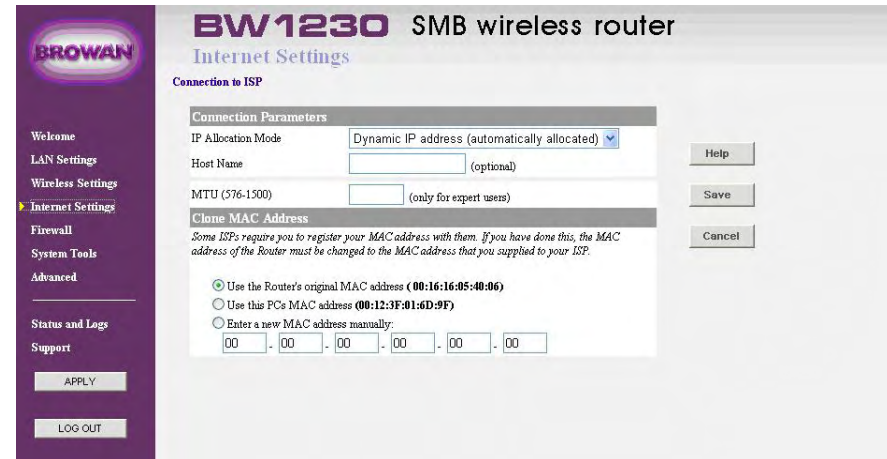 BROWAN
BW1230 SMB wireless router
Internet Settings
Connection to ISP
Welcome
LAN Settings
Wireless Settings
Internet Settings
Firewall
System Tools
Advanced
Status and Logs
Support
APPLY
LOG OUT
Connection Parameters
IP Allocation Mode Dynamic IP address (automatically allocated)
Host Name (optional)
MTU (576-1500) (only for expert users)
Clone MAC Address
Some ISPs require you to register your MAC address with them. If you have done this, the MAC
address of the Router must be changed to the MAC address that you supplied to your ISP.
Use the Router's original MAC address ( 00:16:16:05:40:06)
Use this PCs MAC address (00:12:3F:01:6D:9F)
Enter a new MAC address manually:
00 - 00 - 00 - 00 - 00 - 00
Help
Save
Cancel